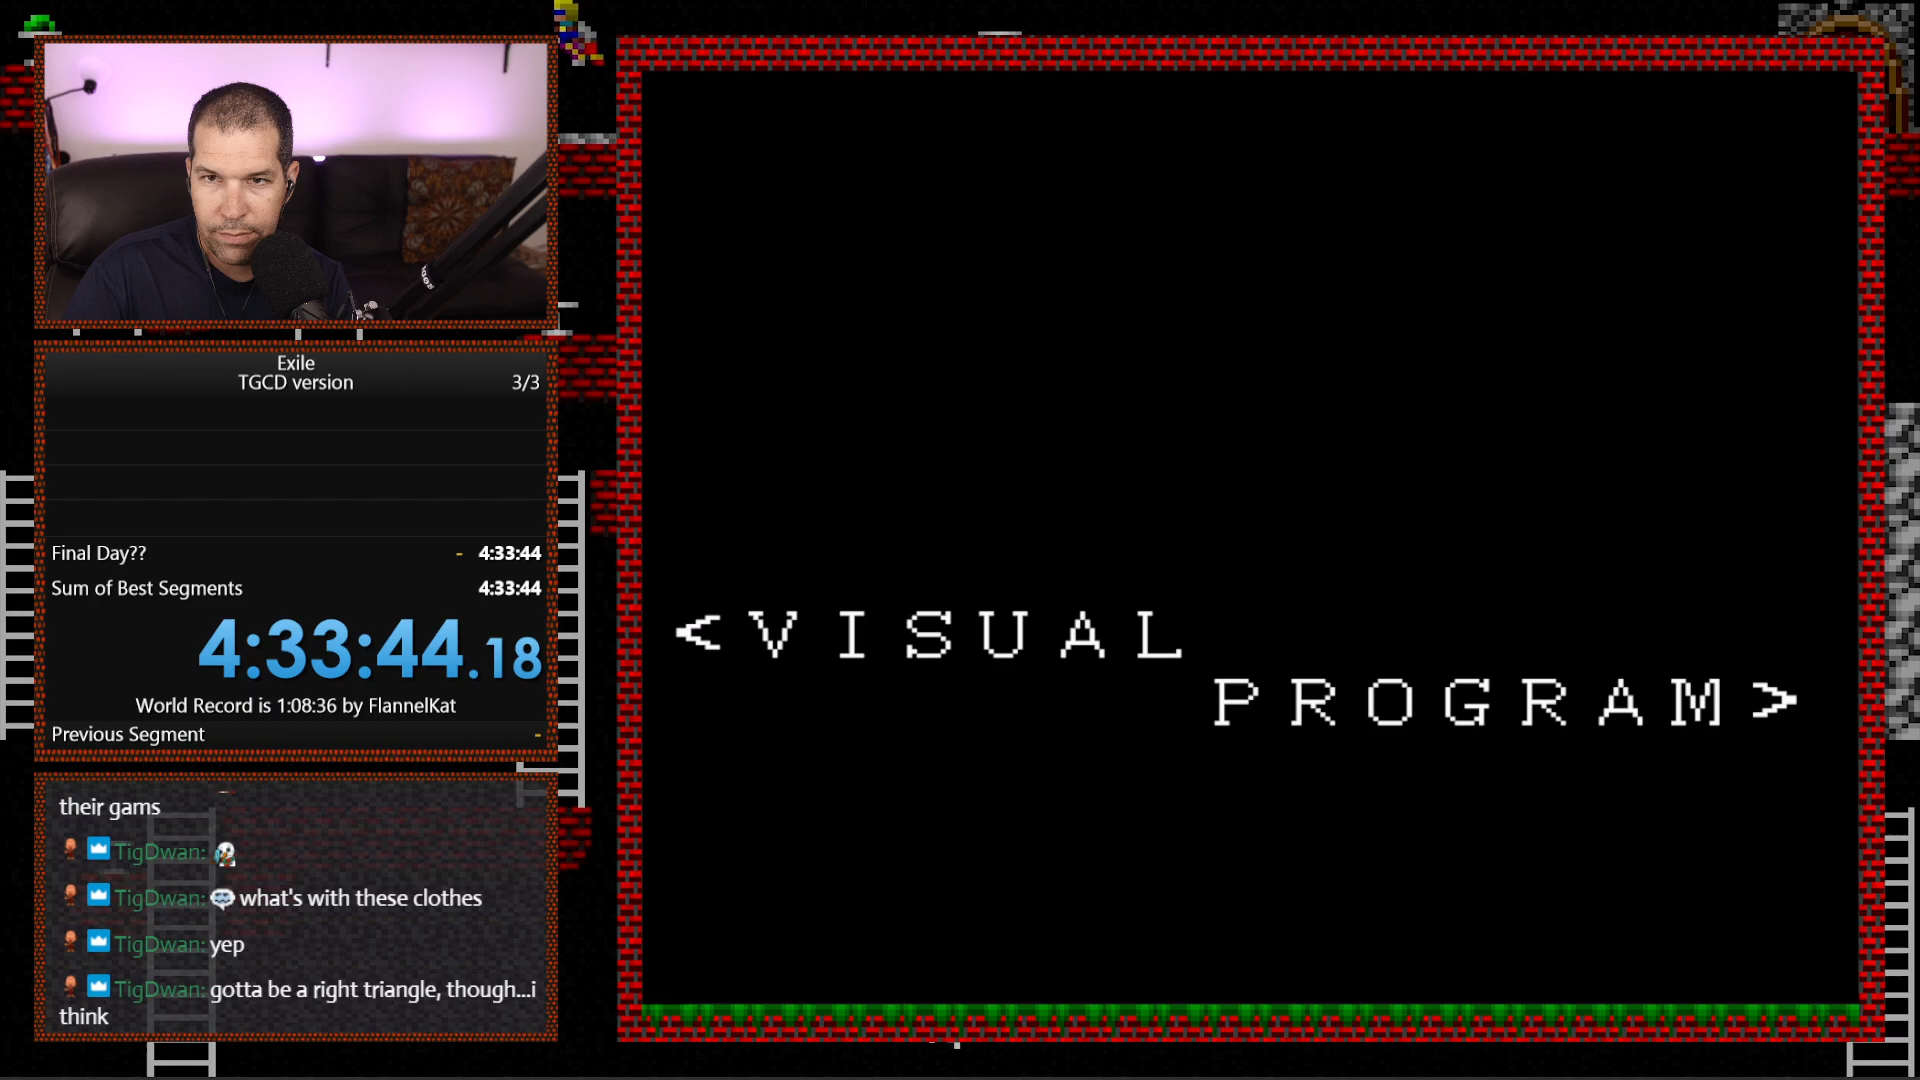 Exile
TGCD version 3/3
Final Day?? - 4:33:44
Sum of Best Segments 4:33:44
4:33:44.18
World Record is 1:08:36 by FlannelKat
Previous Segment -
their gams
TigDwan:
TigDwan: what's with these clothes
TigDwan: yep
TigDwan: gotta be a right triangle, though...i
think
<VISUAL
PROGRAM>